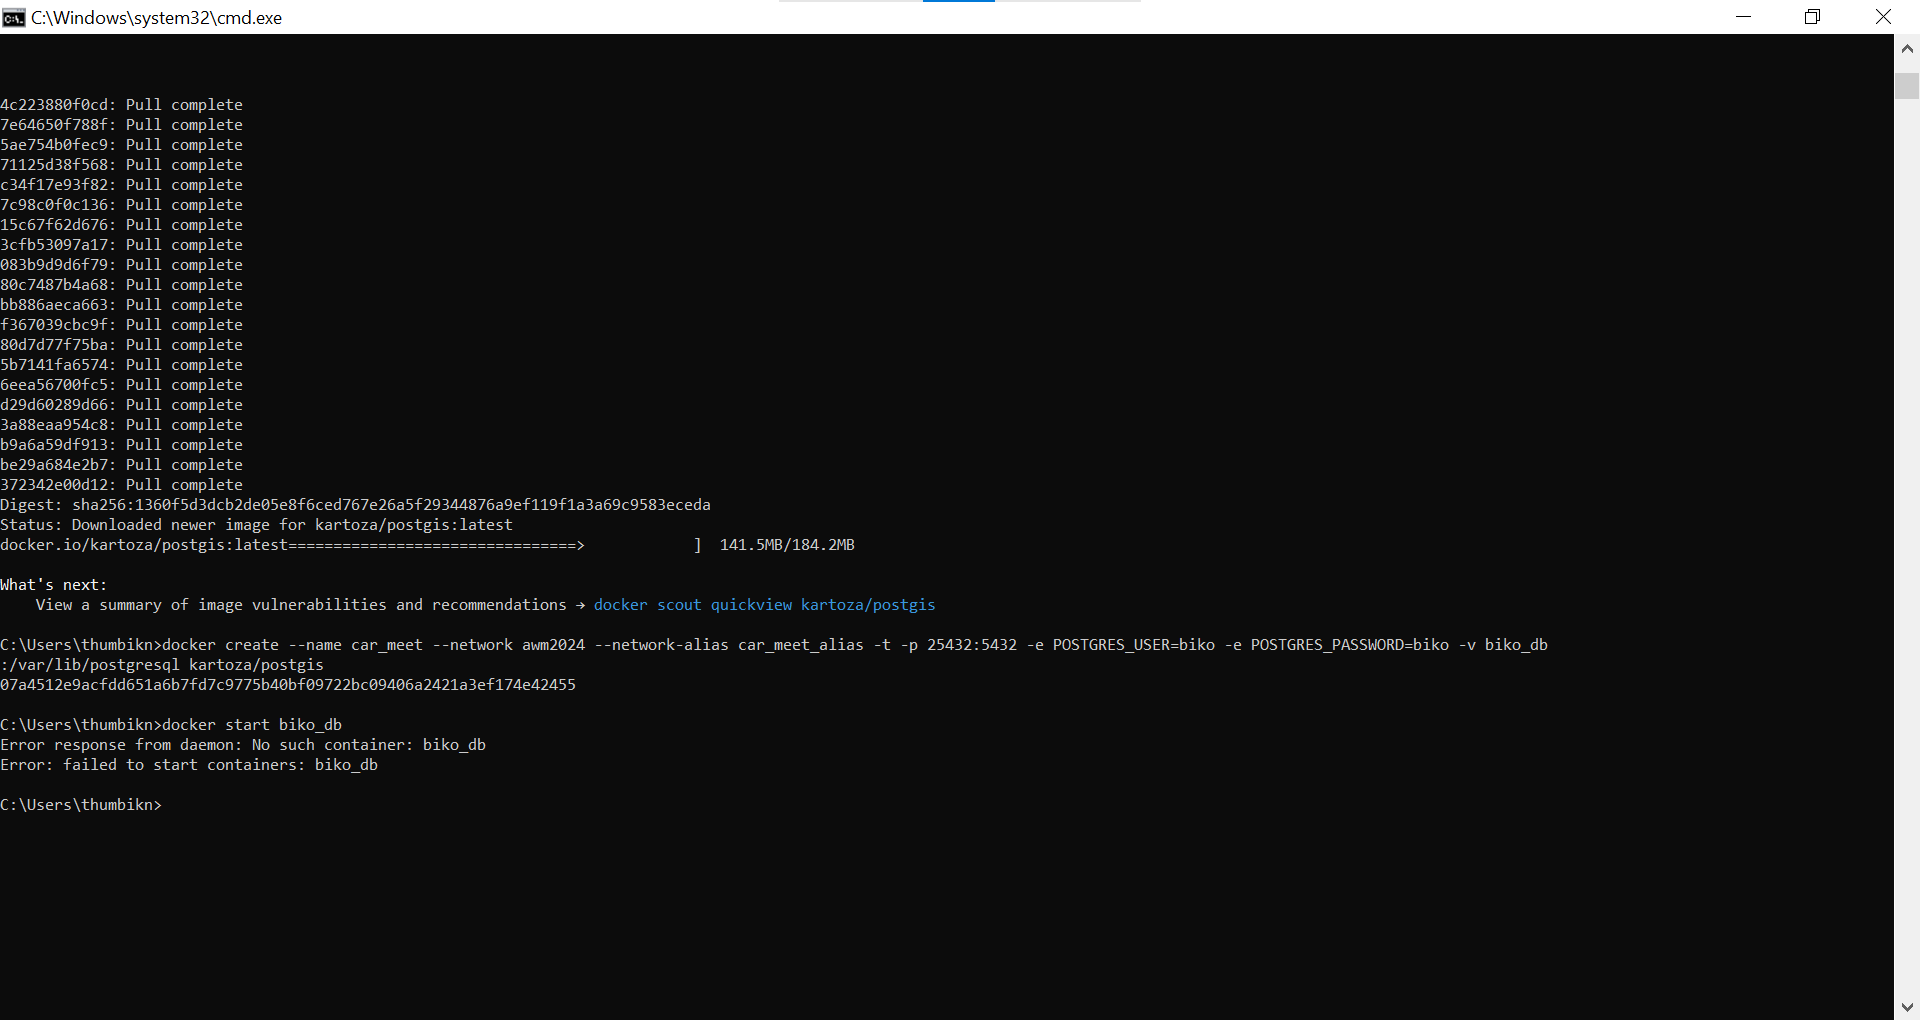 C:\Windows\system32\cmd.exe
4c223880f0cd: Pull complete
7e64650f788f: Pull complete
5ae754b0fec9: Pull complete
71125d38f568: Pull complete
c34f17e93f82: Pull complete
7c98c0f0c136: Pull complete
15c67f62d676: Pull complete
3cfb53097a17: Pull complete
083b9d9d6f79: Pull complete
80c7487b4a68: Pull complete
bb886aeca663: Pull complete
f367039cbc9f: Pull complete
80d7d77f75ba: Pull complete
5b7141fa6574: Pull complete
6eea56700fc5: Pull complete
d29d60289d66: Pull complete
3a88eaa954c8: Pull complete
b9a6a59df913: Pull complete
be29a684e2b7: Pull complete
372342e00d12: Pull complete
Digest: sha256:1360f5d3dcb2de05e8f6ced767e26a5f29344876a9ef119f1a3a69c9583eceda
Status: Downloaded newer image for kartoza/postgis:latest
docker.io/kartoza/postgis:latest================================>            ]  141.5MB/184.2MB
What's next:
    View a summary of image vulnerabilities and recommendations → docker scout quickview kartoza/postgis
C:\Users\thumbikn>docker create --name car_meet --network awm2024 --network-alias car_meet_alias -t -p 25432:5432 -e POSTGRES_USER=biko -e POSTGRES_PASSWORD=biko -v biko_db
:/var/lib/postgresql kartoza/postgis
07a4512e9acfdd651a6b7fd7c9775b40bf09722bc09406a2421a3ef174e42455
C:\Users\thumbikn>docker start biko_db
Error response from daemon: No such container: biko_db
Error: failed to start containers: biko_db
C:\Users\thumbikn>